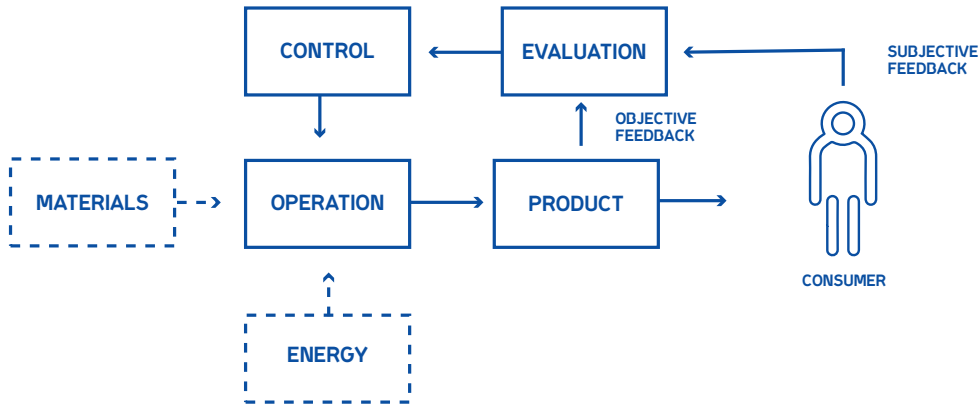 CONTROL
EVALUATION
SUBJECTIVE
FEEDBACK
OBJECTIVE
FEEDBACK
MATERIALS
OPERATION
PRODUCT
CONSUMER
ENERGY